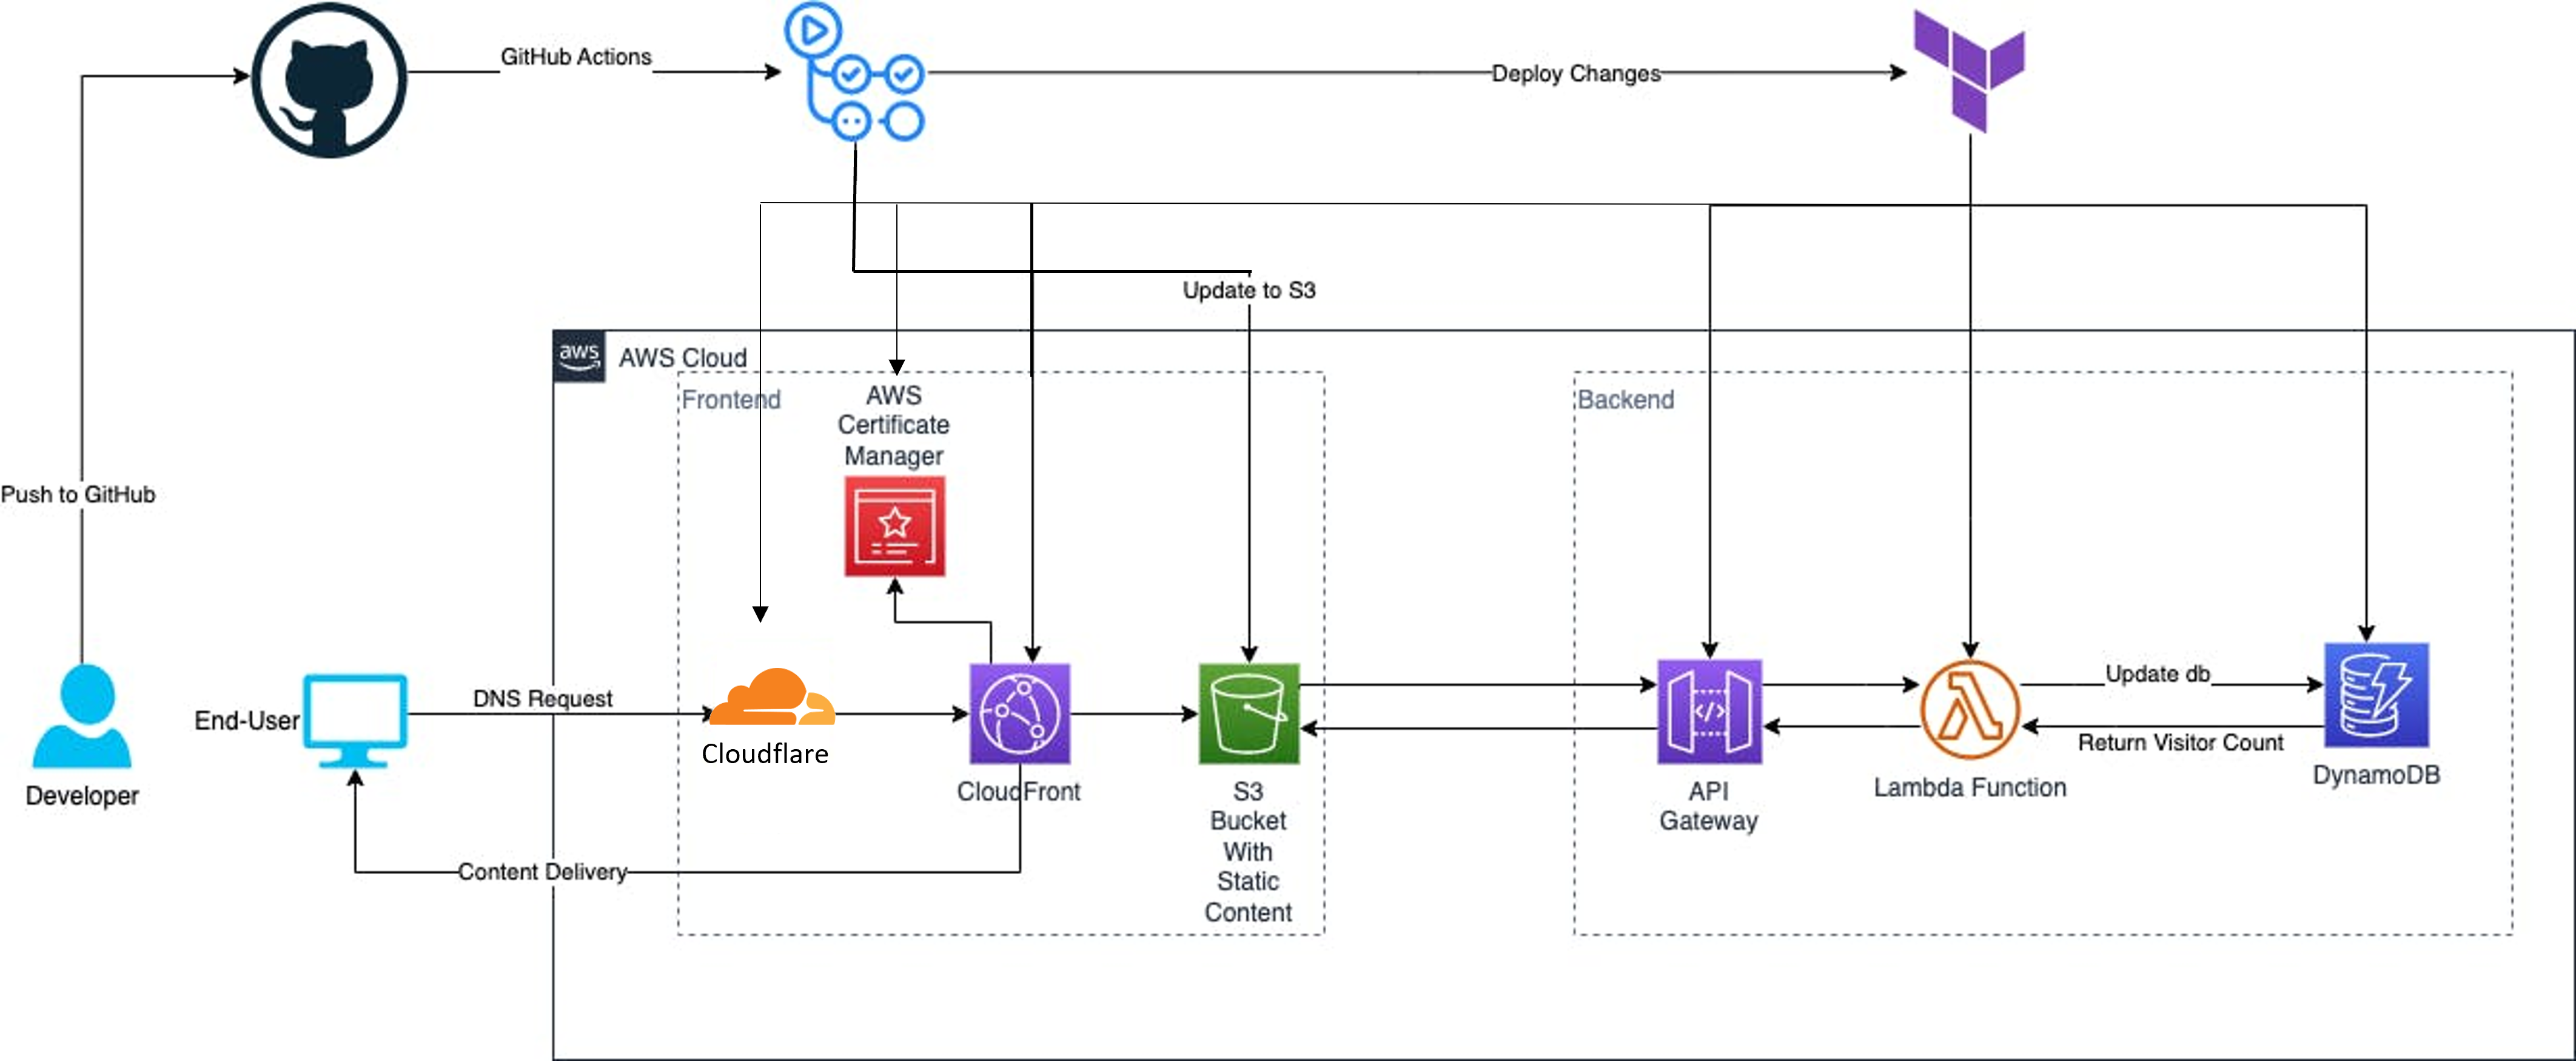 GitHub Actions
Deploy Changes
Update to S3
aws
AWS Cloud
Frontend
AWS
Certificate
Manager
Backend
Push to GitHub
Developer
End-User
DNS Request
Cloudflare
CloudFront
S3
Bucket
With
Static
Content
Content Delivery
API
Gateway
Lambda Function
Update db
Return Visitor Count
DynamoDB